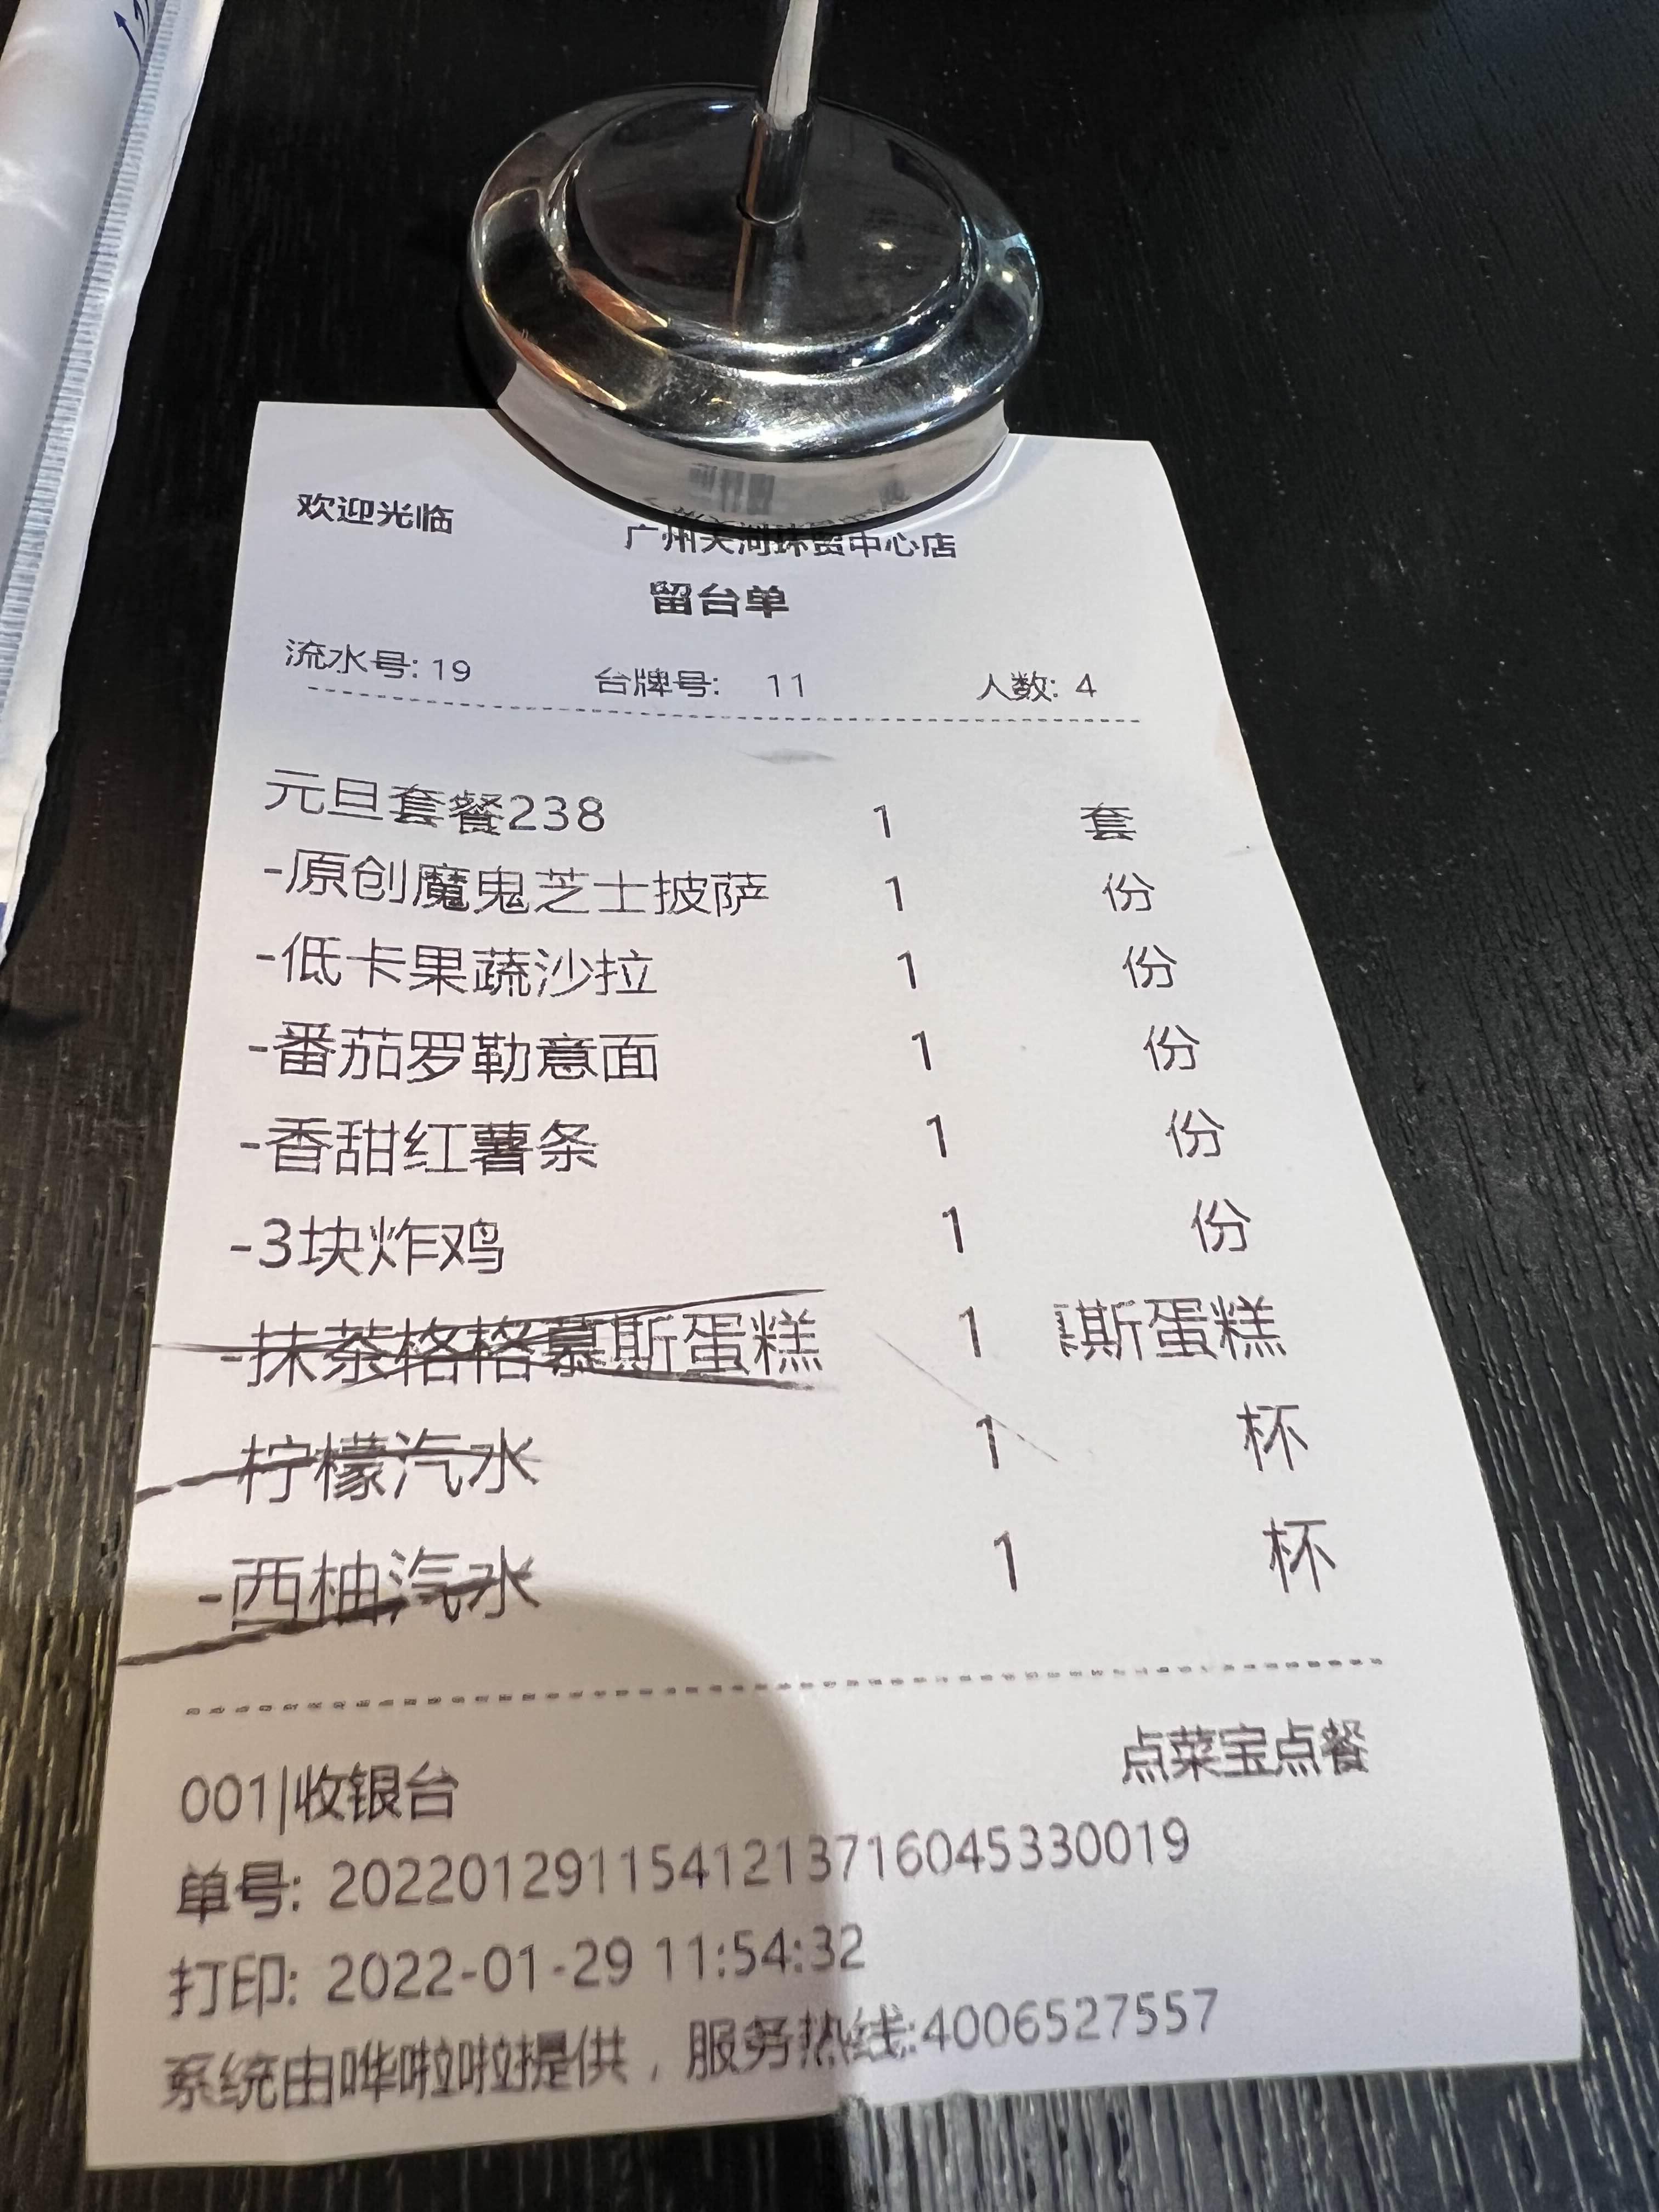 欢迎光临
广州天河珠贸中心店
留台单
流水号: 19 台牌号: 11 人数: 4
元旦套餐238 1 套
-原创魔鬼芝士披萨 1 份
-低卡果蔬沙拉 1 份
-番茄罗勒意面 1 份
-香甜红薯条 1 份
-3块炸鸡 1 份
-抹茶格格慕斯蛋糕 1 斯蛋糕
-柠檬汽水 1 杯
-西柚汽水 1 杯
点菜宝点餐
001|收银台
单号: 2022012911541213716045330019
打印: 2022-01-29 11:54:32
系统由哗啦啦提供，服务热线:4006527557